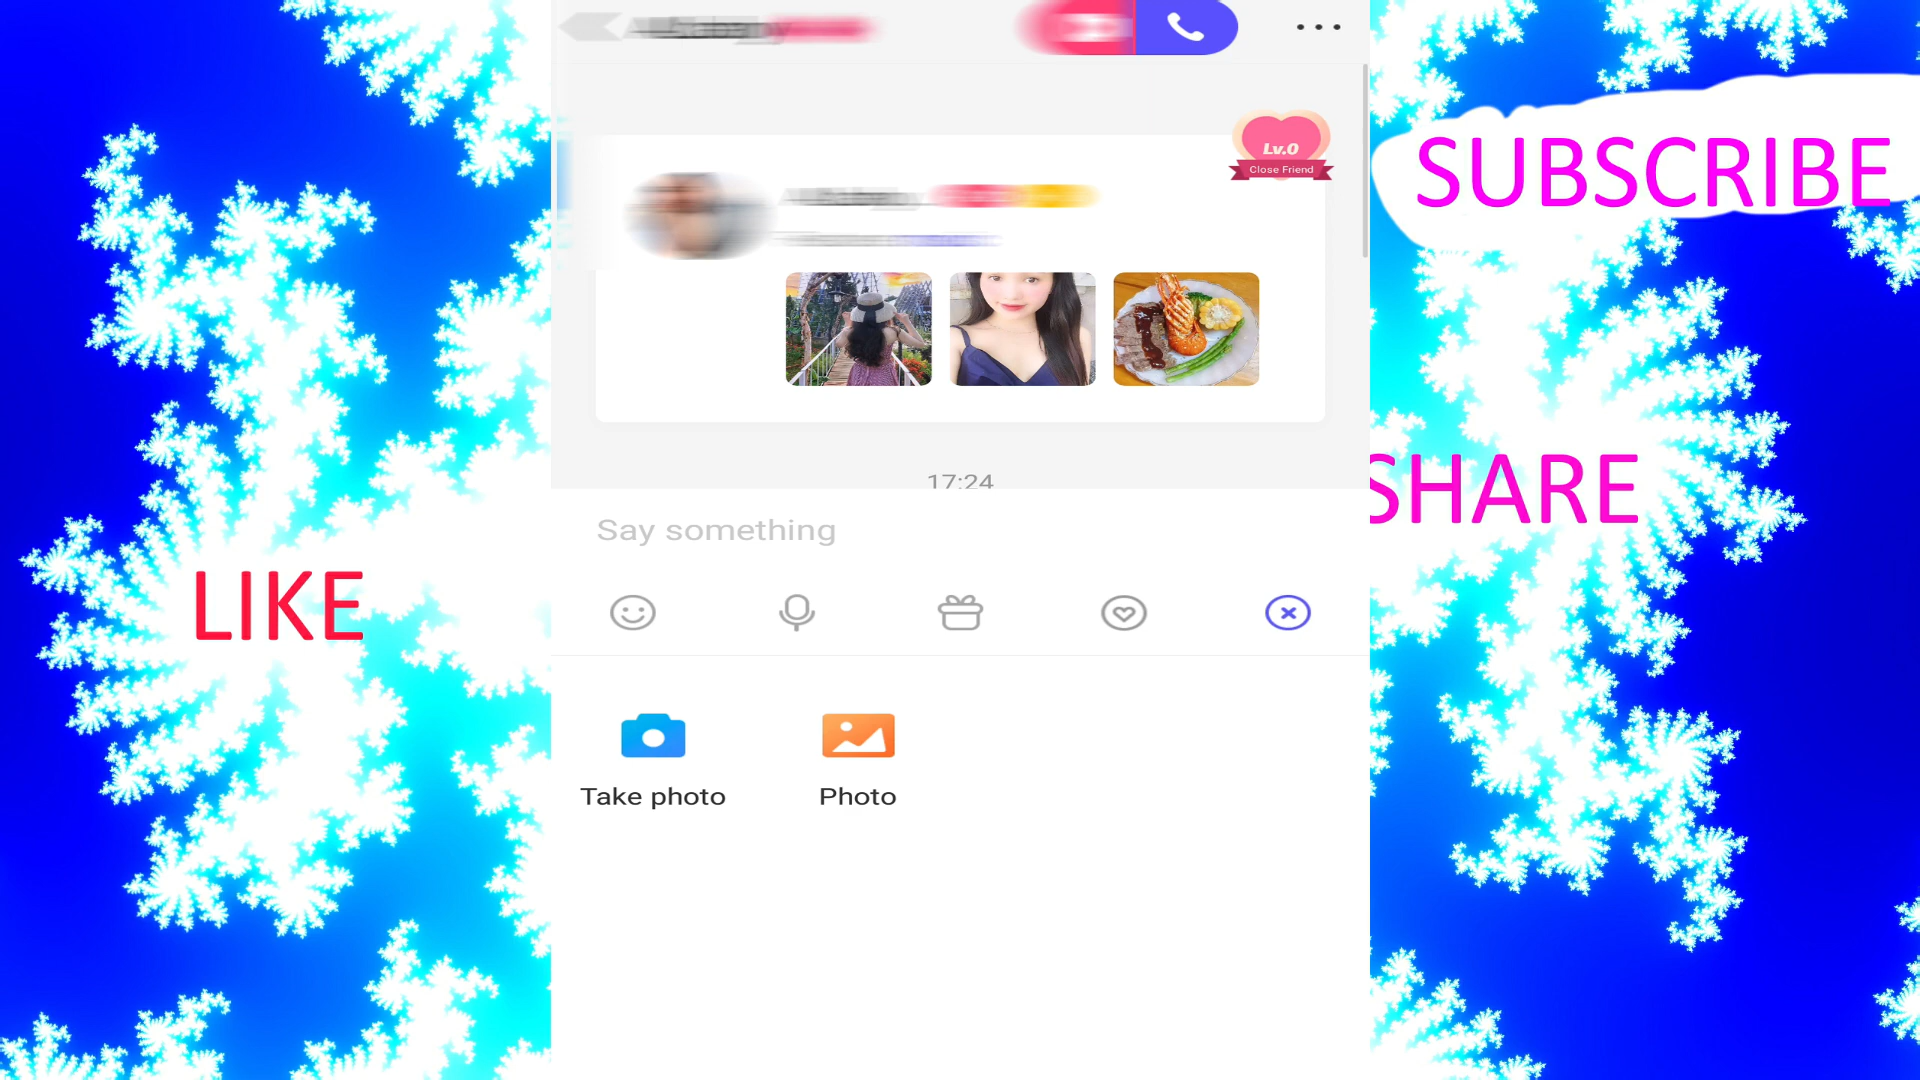 Lv.0
Close Friend
SUBSCRIBE
17:24
SHARE
Say something
LIKE
Take photo
Photo